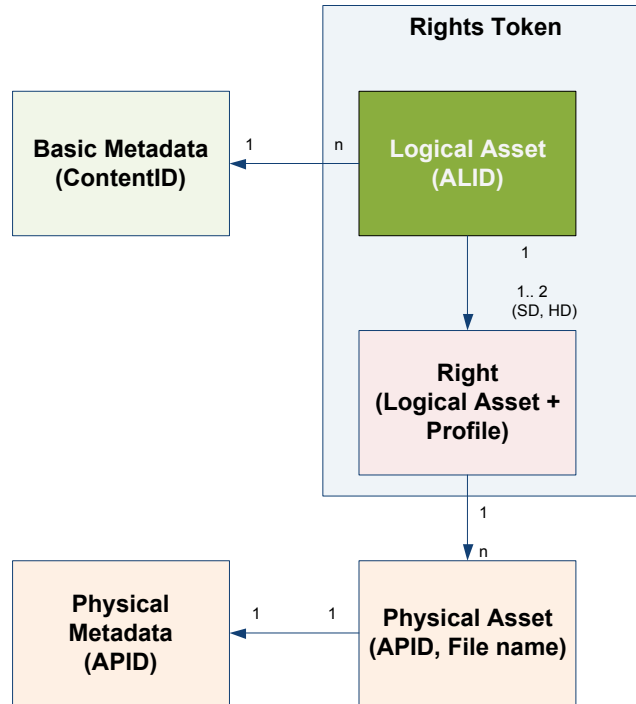 Rights Token
Basic Metadata
(ContentID)
1
n
Logical Asset
(ALID)
1
1.. 2
(SD, HD)
Right
(Logical Asset +
Profile)
1
n
Physical
Metadata
(APID)
1
1
Physical Asset
(APID, File name)